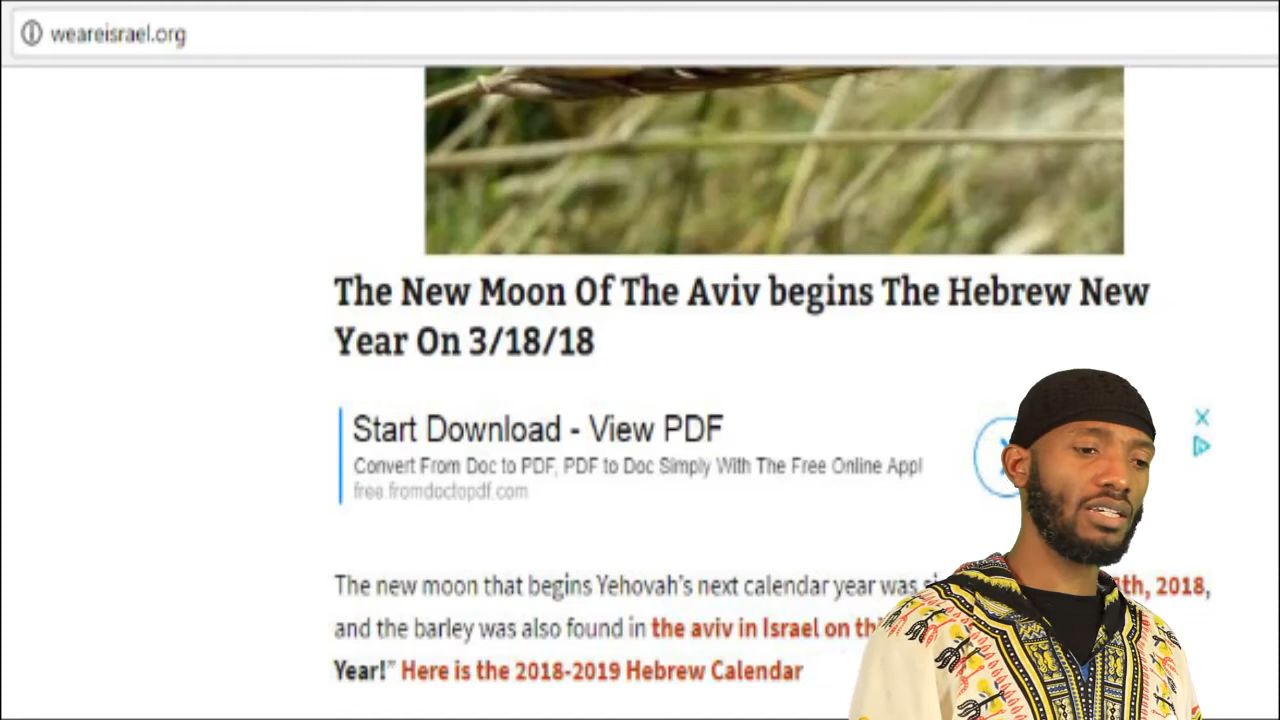 weareisrael.org
The New Moon Of The Aviv begins The Hebrew New
Year On 3/18/18
Start Download - View PDF
Convert From Doc to PDF, PDF to Doc Simply With The Free Online App!
free.fromdoctopdf.com
The new moon that begins Yehovah's next calendar year was th, 2018,
and the barley was also found in the aviv in Israel on
Year!" Here is the 2018-2019 Hebrew Calendar